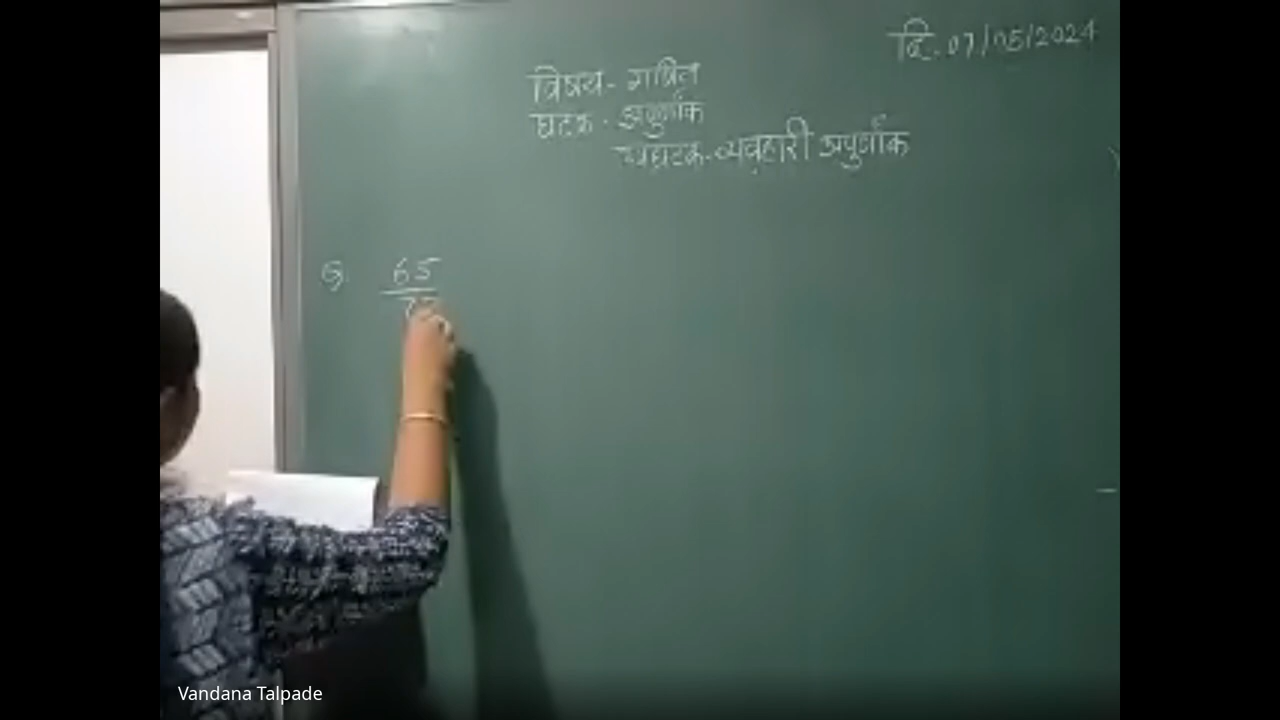 दि. 07/05/2024
विषय - गणित
घटक - अपुर्णांक
उपघटक - व्यवहारी अपुर्णांक
65
Vandana Talpade